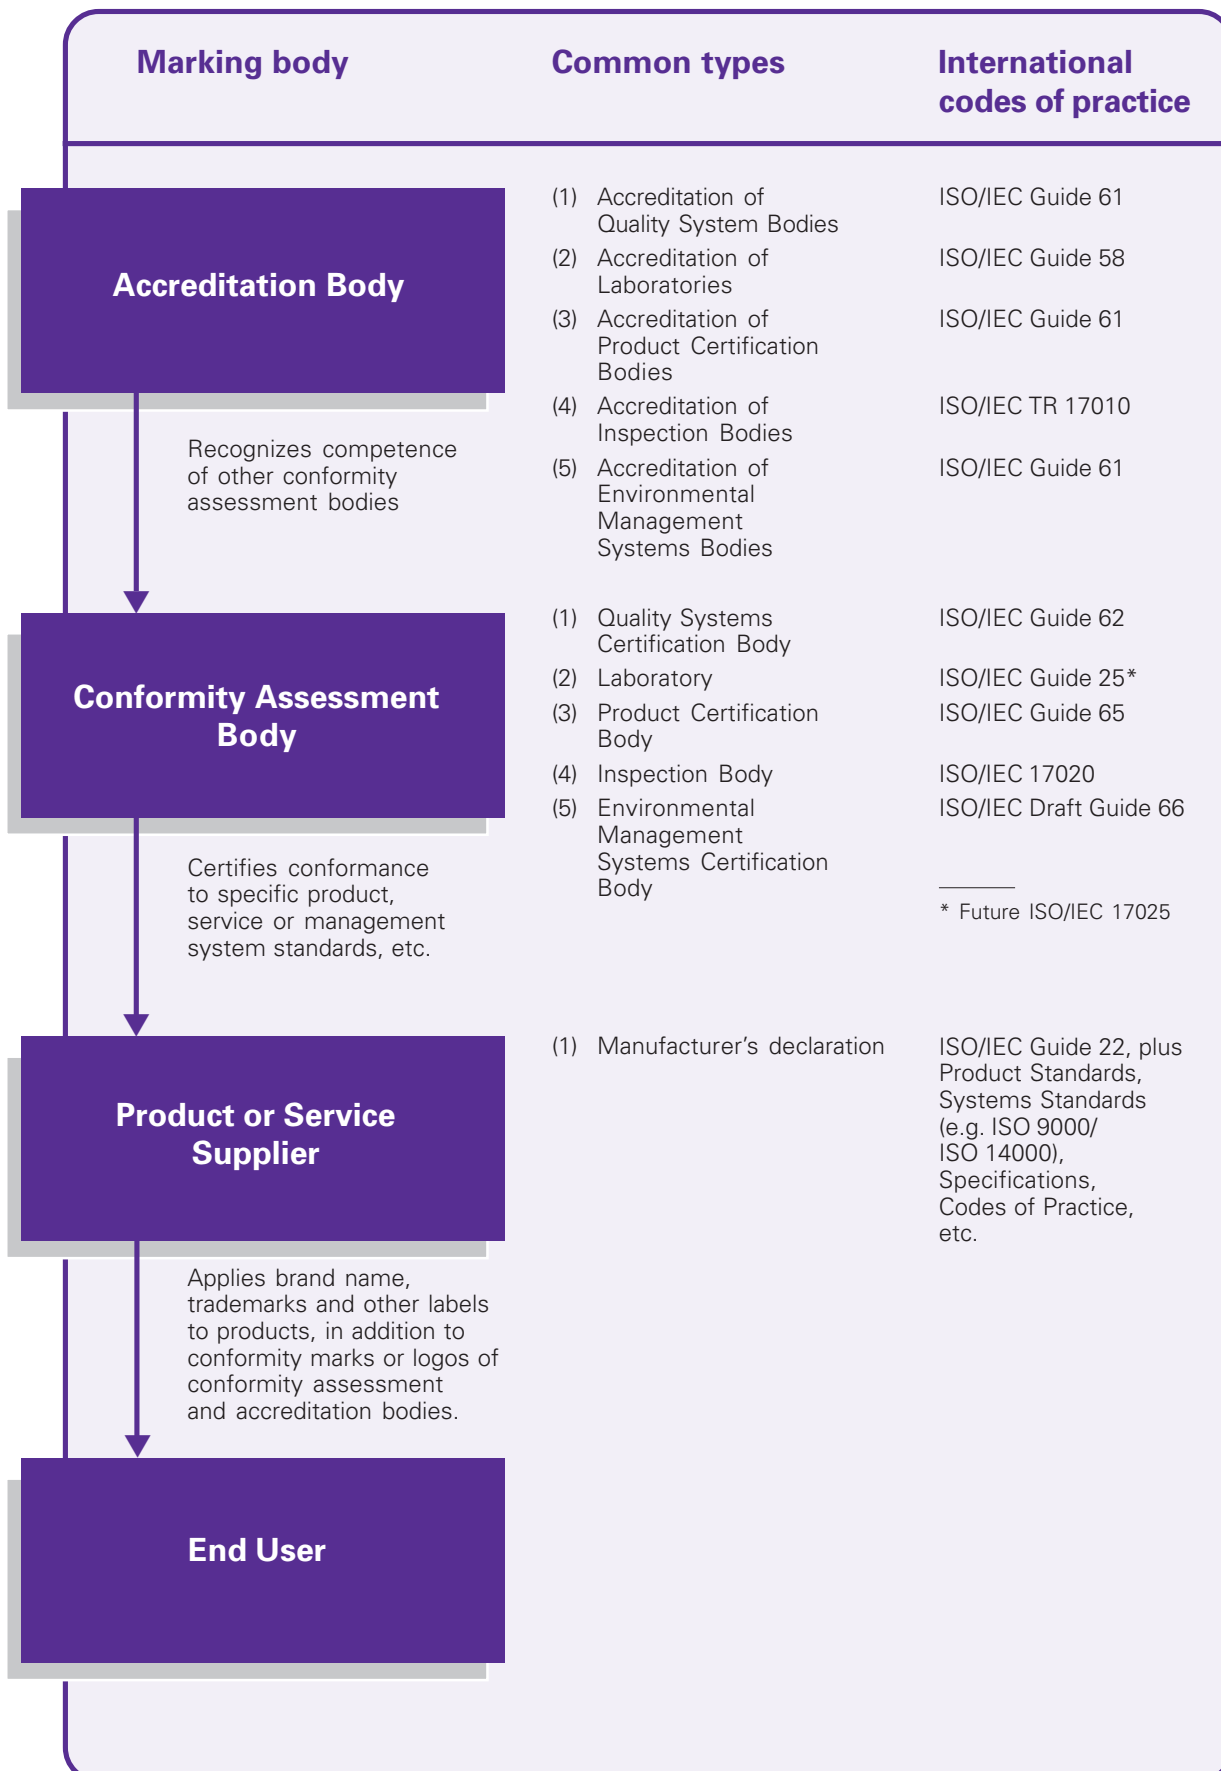 Marking body
Common types
International
codes of practice
Accreditation Body
(1) Accreditation of
Quality System Bodies
ISO/IEC Guide 61
(2) Accreditation of
Laboratories
ISO/IEC Guide 58
(3) Accreditation of
Product Certification
Bodies
ISO/IEC Guide 61
(4) Accreditation of
Inspection Bodies
ISO/IEC TR 17010
(5) Accreditation of
Environmental
Management
Systems Bodies
ISO/IEC Guide 61
Recognizes competence
of other conformity
assessment bodies
Conformity Assessment
Body
(1) Quality Systems
Certification Body
ISO/IEC Guide 62
(2) Laboratory
ISO/IEC Guide 25*
(3) Product Certification
Body
ISO/IEC Guide 65
(4) Inspection Body
ISO/IEC 17020
(5) Environmental
Management
Systems Certification
Body
ISO/IEC Draft Guide 66
* Future ISO/IEC 17025
Certifies conformance
to specific product,
service or management
system standards, etc.
Product or Service
Supplier
(1) Manufacturer's declaration
ISO/IEC Guide 22, plus
Product Standards,
Systems Standards
(e.g. ISO 9000/
ISO 14000),
Specifications,
Codes of Practice,
etc.
Applies brand name,
trademarks and other labels
to products, in addition to
conformity marks or logos of
conformity assessment
and accreditation bodies.
End User